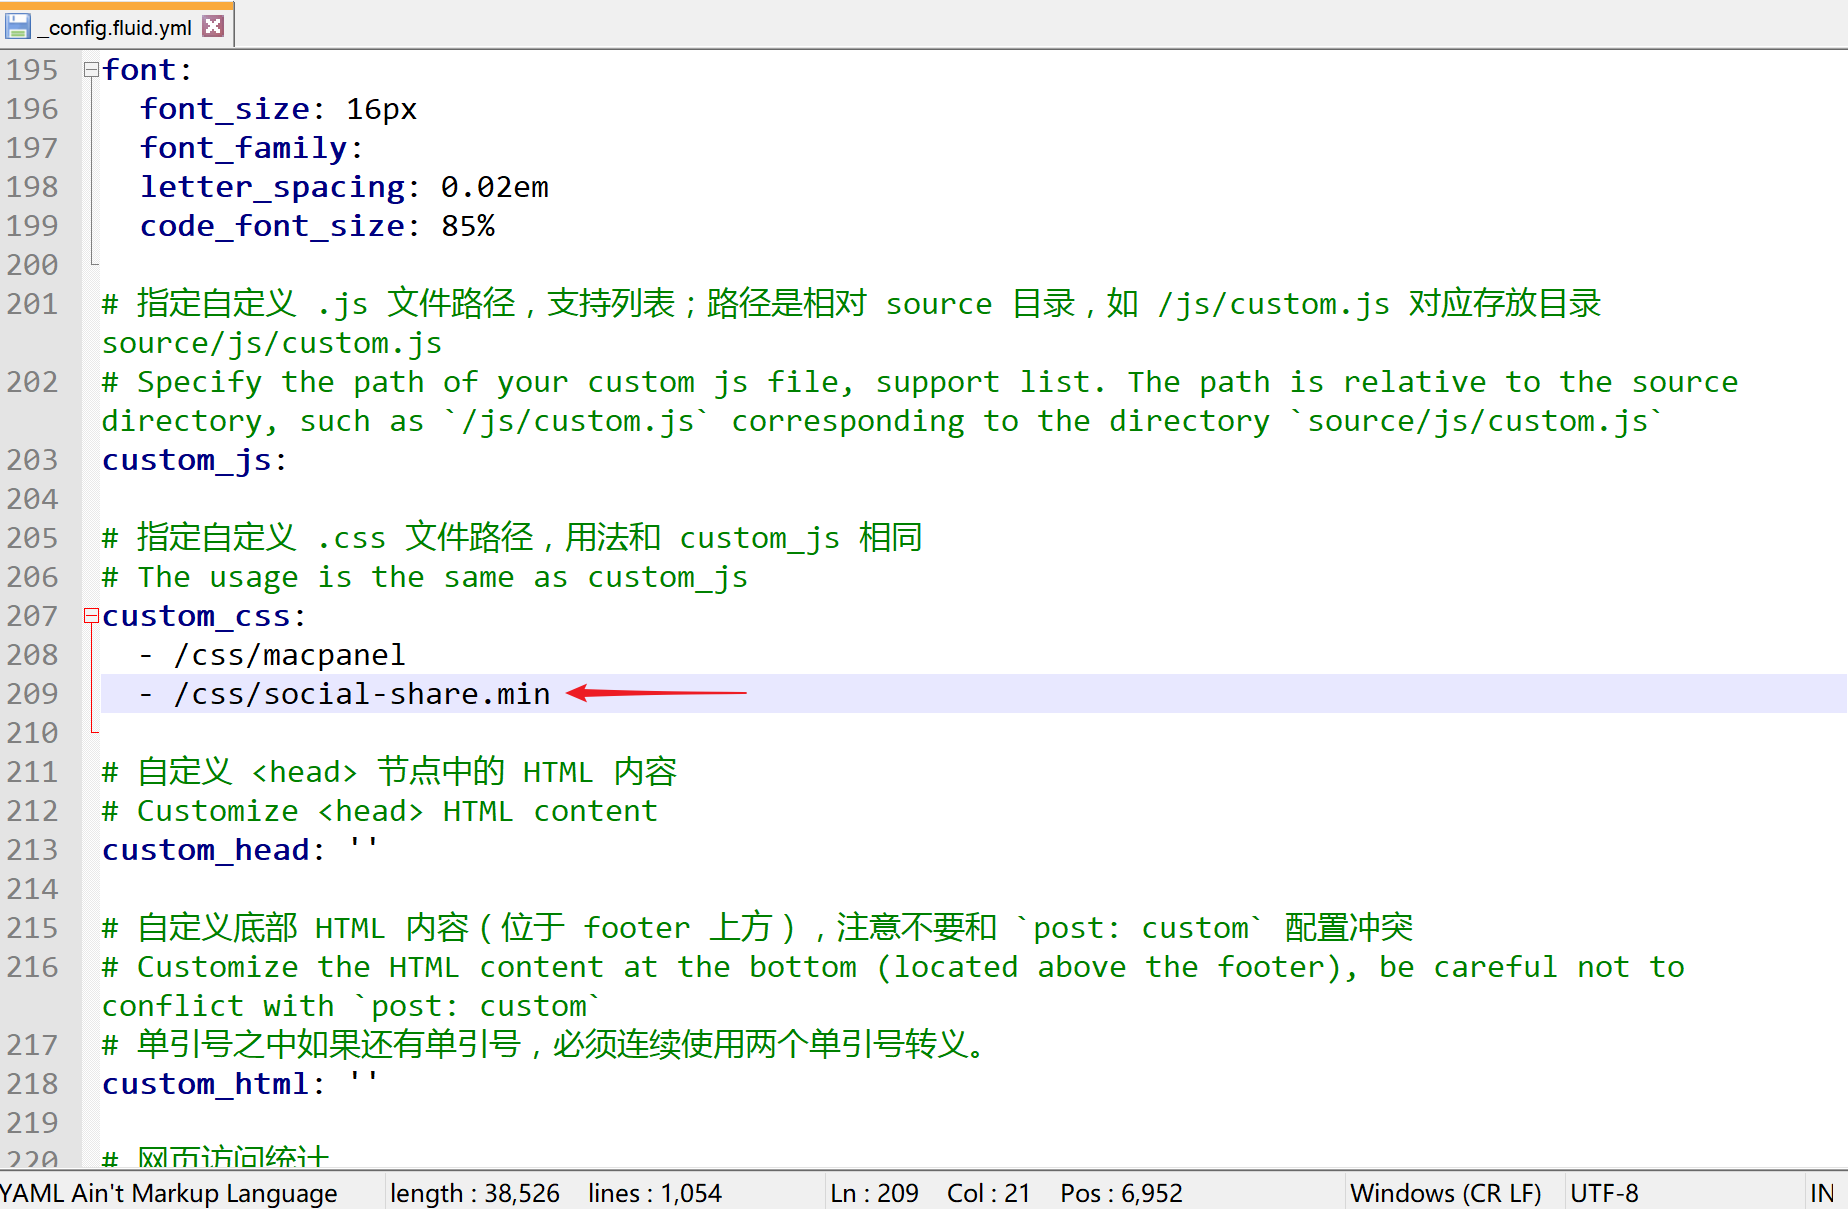 _config.fluid.yml
195 font:
196 font_size: 16px
197 font_family:
198 letter_spacing: 0.02em
199 code_font_size: 85%
200
201 # 指定自定义 .js 文件路径，支持列表；路径是相对 source 目录，如 /js/custom.js 对应存放目录
source/js/custom.js
202 # Specify the path of your custom js file, support list. The path is relative to the source
directory, such as `/js/custom.js` corresponding to the directory `source/js/custom.js`
203 custom_js:
204
205 # 指定自定义 .css 文件路径，用法和 custom_js 相同
206 # The usage is the same as custom_js
207 custom_css:
208 - /css/macpanel
209 - /css/social-share.min
210
211 # 自定义 <head> 节点中的 HTML 内容
212 # Customize <head> HTML content
213 custom_head: ''
214
215 # 自定义底部 HTML 内容（位于 footer 上方），注意不要和 `post: custom` 配置冲突
216 # Customize the HTML content at the bottom (located above the footer), be careful not to
conflict with `post: custom`
217 # 单引号之中如果还有单引号，必须连续使用两个单引号转义。
218 custom_html: ''
219
220 # 网页访问统计
YAML Ain't Markup Language length : 38,526 lines : 1,054 Ln : 209 Col : 21 Pos : 6,952 Windows (CR LF) UTF-8 IN